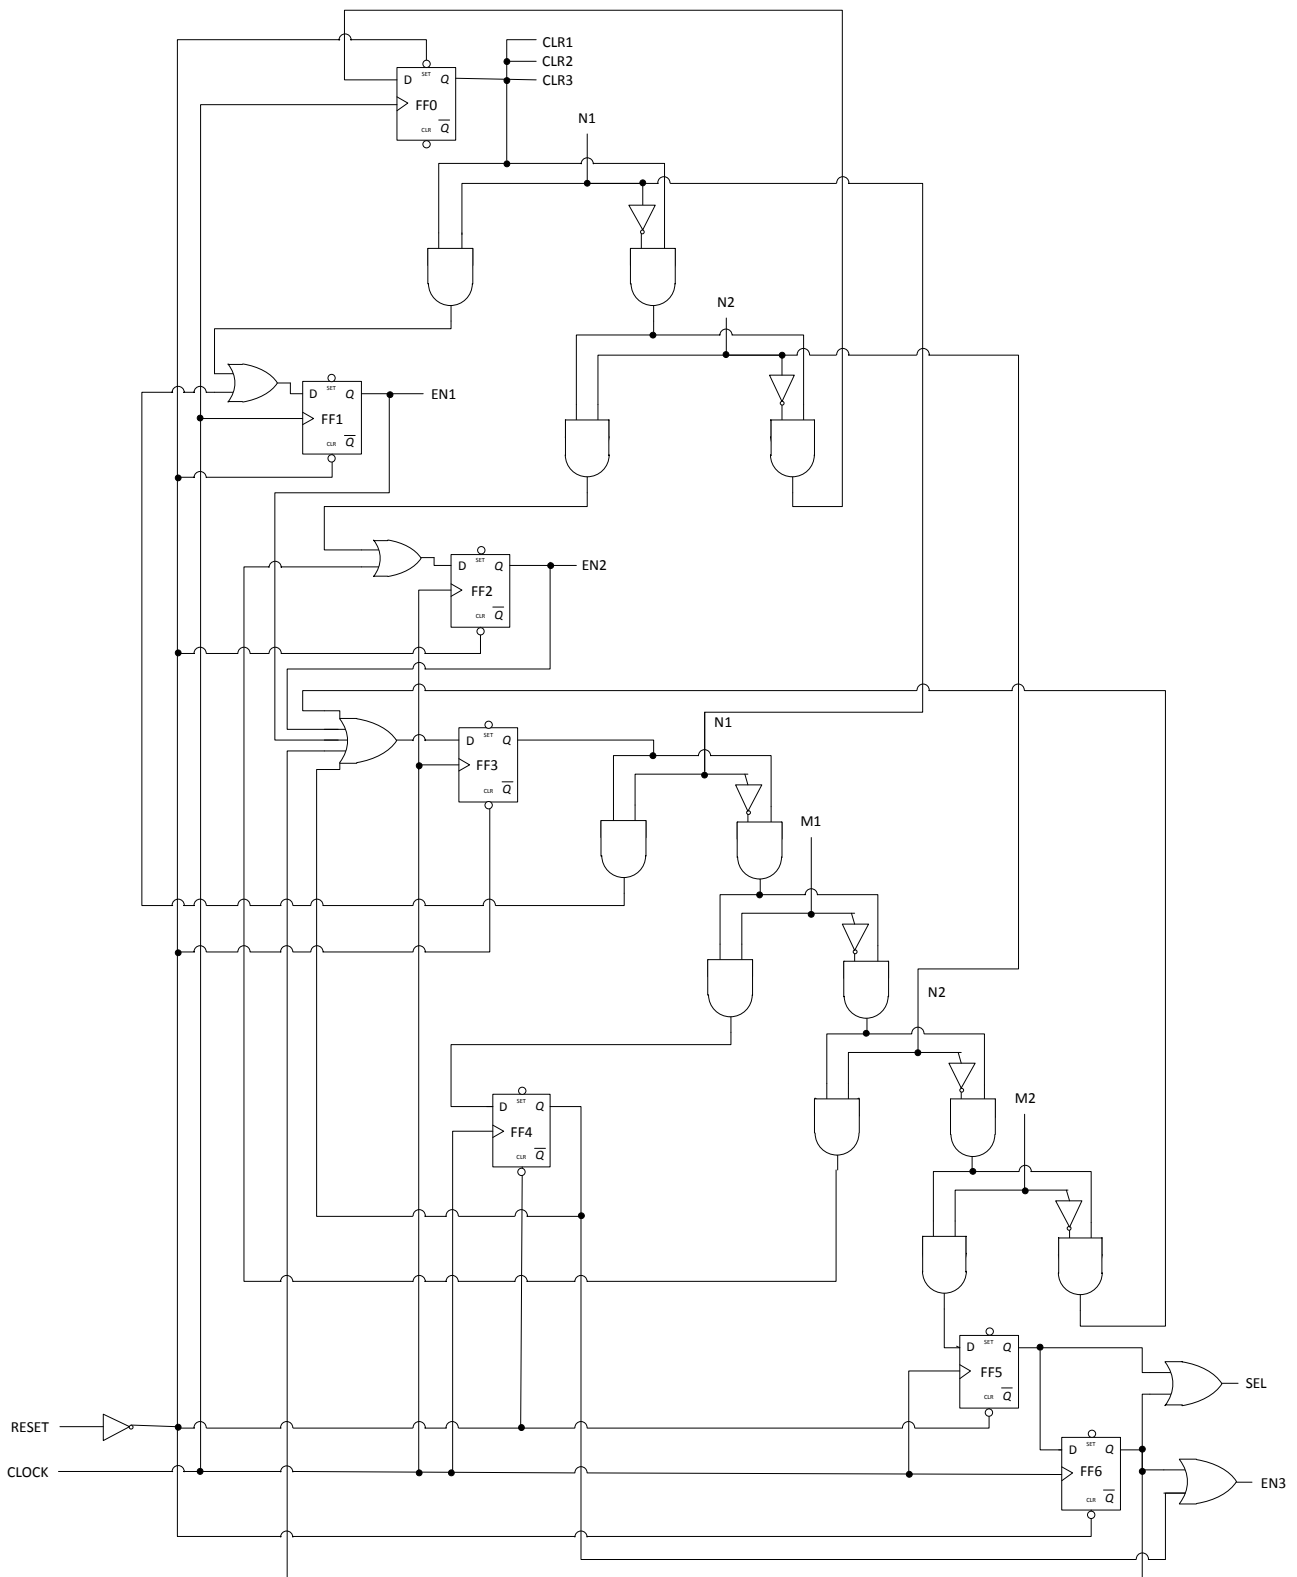 CLR1
CLR2
CLR3
SET
D Q
FF0
CLR Q
N1
N2
SET
D Q
FF1
CLR Q
EN1
SET
D Q
FF2
CLR Q
EN2
SET
D Q
FF3
CLR Q
N1
M1
N2
SET
D Q
FF4
CLR Q
M2
SET
D Q
FF5
CLR Q
SEL
RESET
SET
D Q
FF6
CLR Q
CLOCK
EN3